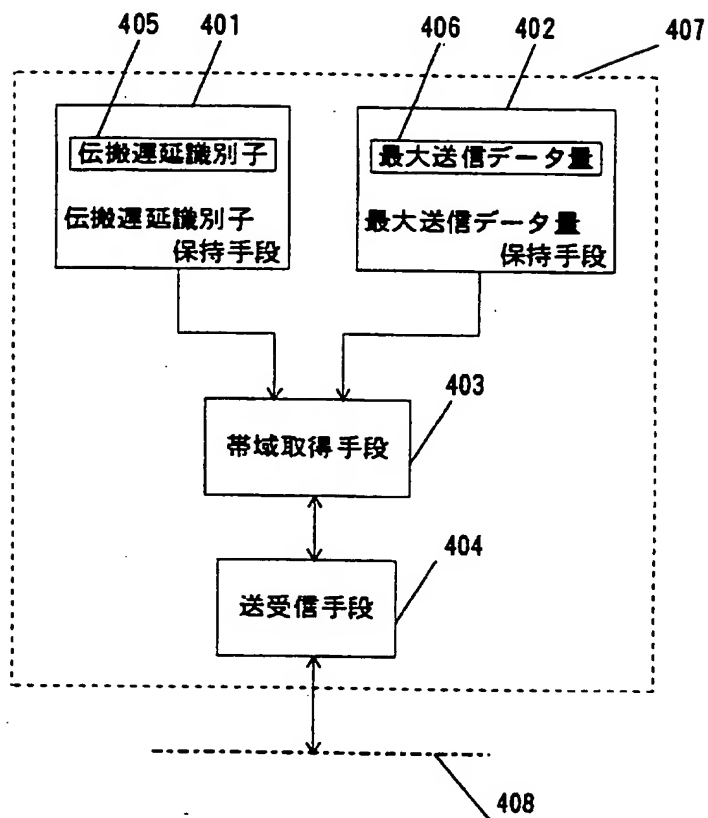 405 401 406 402 407
伝搬遅延識別子 最大送信データ量
伝搬遅延識別子 最大送信データ量
保持手段 保持手段
403
帯域取得手段
404
送受信手段
408